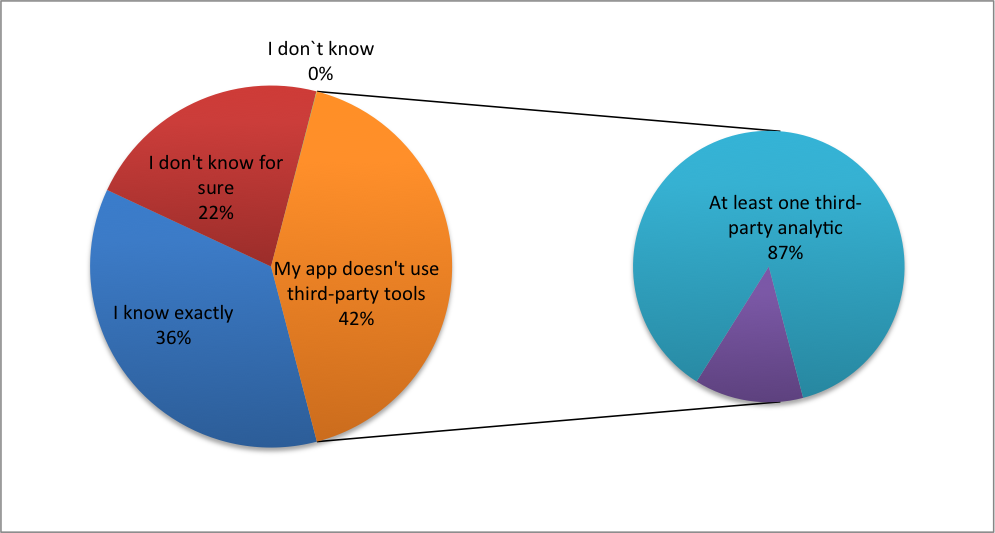 I don`t know
0%
I don't know for
sure
22%
My app doesn't use
third-party tools
42%
I know exactly
36%
At least one third-
party analytic
87%